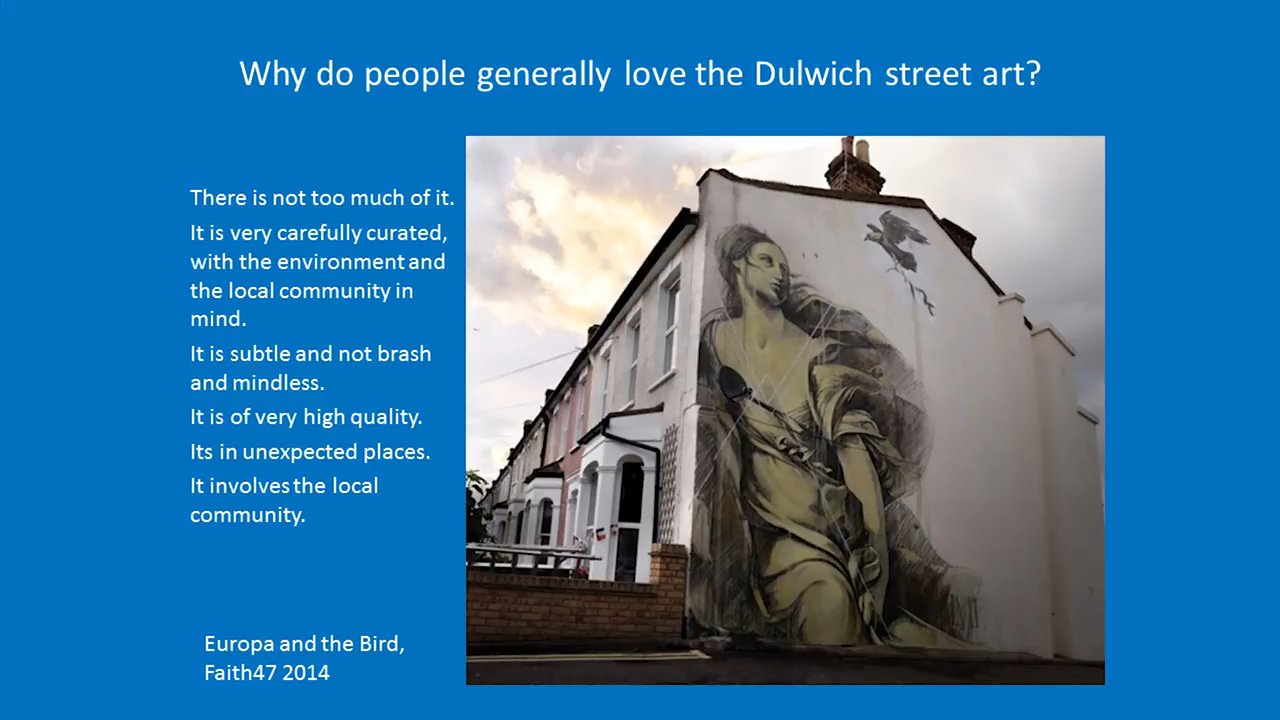 Why do people generally love the Dulwich street art?
There is not too much of it.
It is very carefully curated,
with the environment and
the local community in
mind.
It is subtle and not brash
and mindless.
It is of very high quality.
Its in unexpected places.
It involves the local
community.
Europa and the Bird,
Faith47 2014